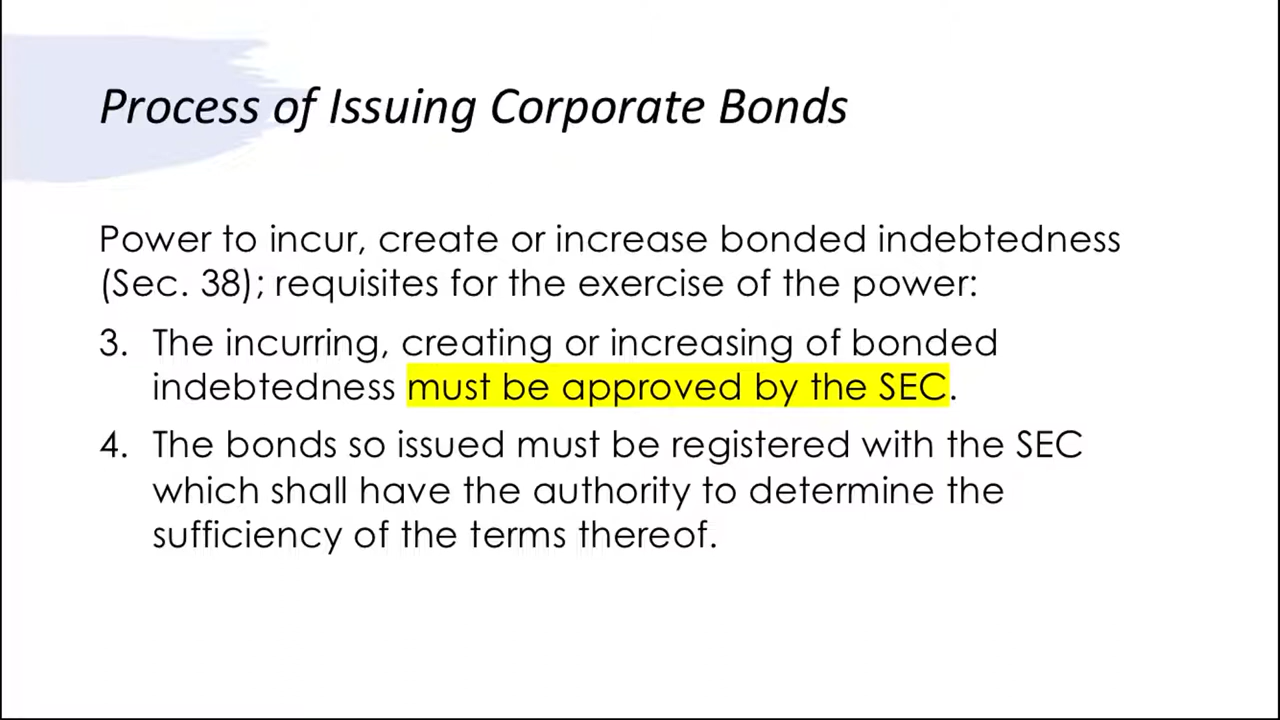 Process of Issuing Corporate Bonds
Power to incur, create or increase bonded indebtedness
(Sec. 38); requisites for the exercise of the power:
3. The incurring, creating or increasing of bonded
indebtedness must be approved by the SEC.
4. The bonds so issued must be registered with the SEC
which shall have the authority to determine the
sufficiency of the terms thereof.